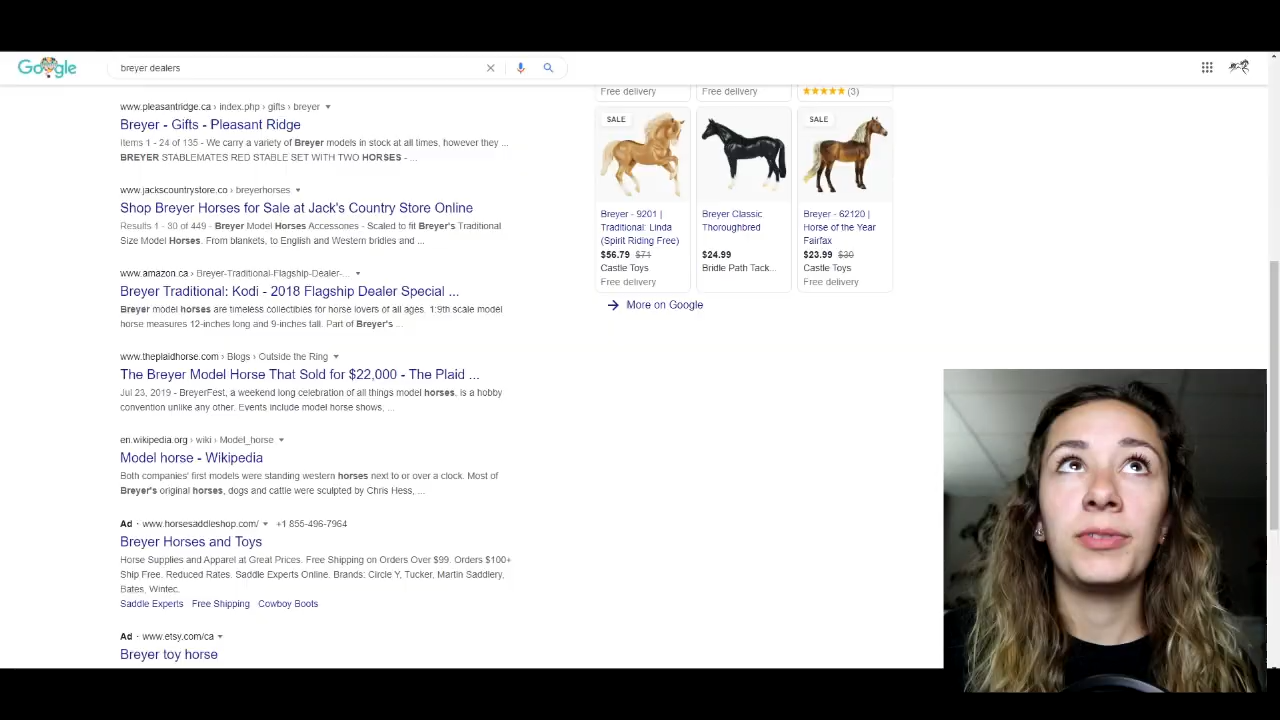 Google
breyer dealers
www.pleasantridge.ca › index.php › gifts › breyer
Breyer - Gifts - Pleasant Ridge
Items 1 - 24 of 135 - We carry a variety of Breyer models in stock at all times, however they ...
BREYER STABLEMATES RED STABLE SET WITH TWO HORSES - ...
www.jackscountrystore.co › breyerhorses
Shop Breyer Horses for Sale at Jack's Country Store Online
Results 1 - 30 of 449 - Breyer Model Horses Accessories - Scaled to fit Breyer's Traditional
Size Model Horses. From blankets, to English and Western bridles and ...
www.amazon.ca › Breyer-Traditional-Flagship-Dealer-...
Breyer Traditional: Kodi - 2018 Flagship Dealer Special ...
Breyer model horses are timeless collectibles for horse lovers of all ages. 1:9th scale model
horse measures 12-inches long and 9-inches tall. Part of Breyer's ...
www.theplaidhorse.com › Blogs › Outside the Ring
The Breyer Model Horse That Sold for $22,000 - The Plaid ...
Jul 23, 2019 - BreyerFest, a weekend long celebration of all things model horses, is a hobby
convention unlike any other. Events include model horse shows, ...
en.wikipedia.org › wiki › Model_horse
Model horse - Wikipedia
Both companies' first models were standing western horses next to or over a clock. Most of
Breyer's original horses, dogs and cattle were sculpted by Chris Hess, ...
Ad · www.horsesaddleshop.com/ +1 855-496-7964
Breyer Horses and Toys
Horse Supplies and Apparel at Great Prices. Free Shipping on Orders Over $99. Orders $100+
Ship Free. Reduced Rates. Saddle Experts Online. Brands: Circle Y, Tucker, Martin Saddlery,
Bates, Wintec.
Saddle Experts Free Shipping Cowboy Boots
Ad · www.etsy.com/ca
Breyer toy horse
Free delivery
Free delivery
(3)
SALE
SALE
Breyer - 9201 |
Traditional: Linda
(Spirit Riding Free)
$56.79 $71
Castle Toys
Free delivery
Breyer Classic
Thoroughbred
$24.99
Bridle Path Tack...
Breyer - 62120 |
Horse of the Year
Fairfax
$23.99 $30
Castle Toys
Free delivery
More on Google